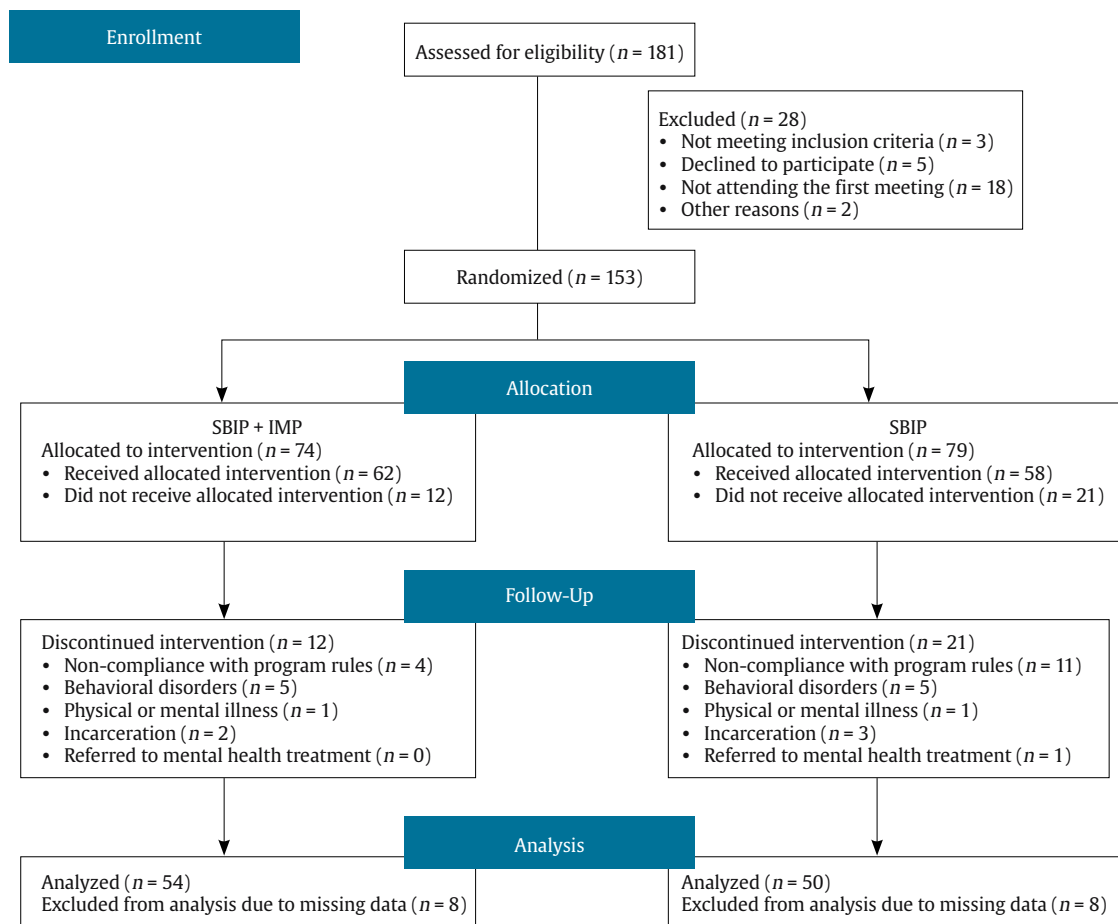 Enrollment
Assessed for eligibility (n = 181)
Excluded (n = 28)
• Not meeting inclusion criteria (n = 3)
• Declined to participate (n = 5)
• Not attending the first meeting (n = 18)
• Other reasons (n = 2)
Randomized (n = 153)
Allocation
SBIP + IMP
Allocated to intervention (n = 74)
• Received allocated intervention (n = 62)
• Did not receive allocated intervention (n = 12)
SBIP
Allocated to intervention (n = 79)
• Received allocated intervention (n = 58)
• Did not receive allocated intervention (n = 21)
Follow-Up
Discontinued intervention (n = 12)
• Non-compliance with program rules (n = 4)
• Behavioral disorders (n = 5)
• Physical or mental illness (n = 1)
• Incarceration (n = 2)
• Referred to mental health treatment (n = 0)
Discontinued intervention (n = 21)
• Non-compliance with program rules (n = 11)
• Behavioral disorders (n = 5)
• Physical or mental illness (n = 1)
• Incarceration (n = 3)
• Referred to mental health treatment (n = 1)
Analysis
Analyzed (n = 54)
Excluded from analysis due to missing data (n = 8)
Analyzed (n = 50)
Excluded from analysis due to missing data (n = 8)